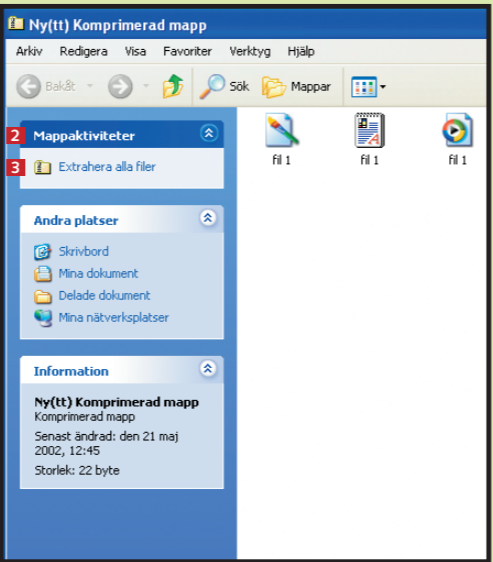 Ny(tt) Komprimerad mapp
Arkiv Redigera Visa Favoriter Verktyg Hjälp
Bakåt Sök Mappar
2 Mappaktiviteter
3 Extrahera alla filer
fil 1 fil 1 fil 1
Andra platser
Skrivbord
Mina dokument
Delade dokument
Mina nätverksplatser
Information
Ny(tt) Komprimerad mapp
Komprimerad mapp
Senast ändrad: den 21 maj
2002, 12:45
Storlek: 22 byte